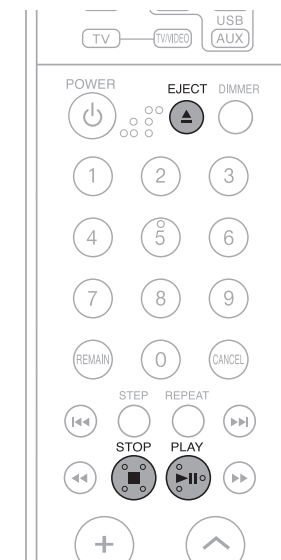 USB
TV TV/VIDEO AUX
POWER EJECT DIMMER
1 2 3
4 5 6
7 8 9
REMAIN 0 CANCEL
STEP REPEAT
STOP PLAY